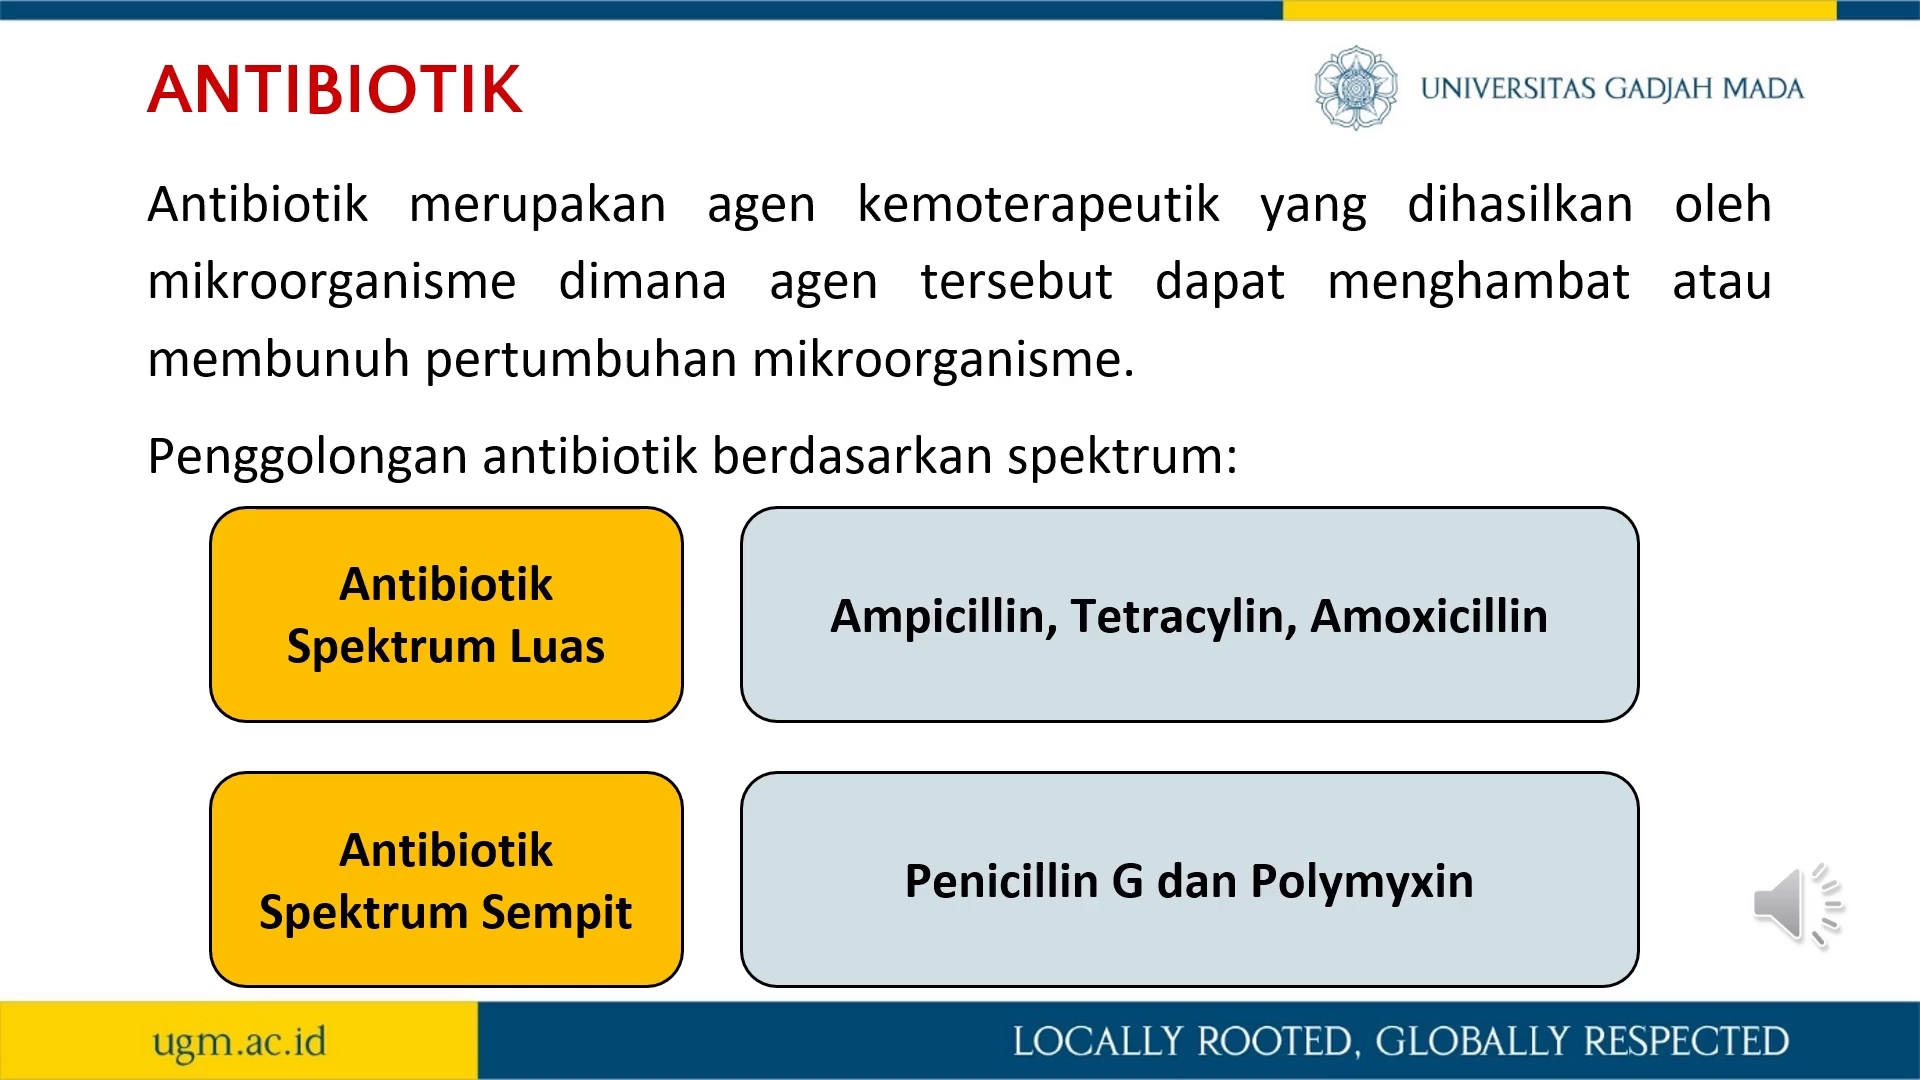 ANTIBIOTIK
UNIVERSITAS GADJAH MADA
Antibiotik merupakan agen kemoterapeutik yang dihasilkan oleh
mikroorganisme dimana agen tersebut dapat menghambat atau
membunuh pertumbuhan mikroorganisme.
Penggolongan antibiotik berdasarkan spektrum:
Antibiotik
Spektrum Luas
Ampicillin, Tetracylin, Amoxicillin
Antibiotik
Spektrum Sempit
Penicillin G dan Polymyxin
ugm.ac.id
LOCALLY ROOTED, GLOBALLY RESPECTED